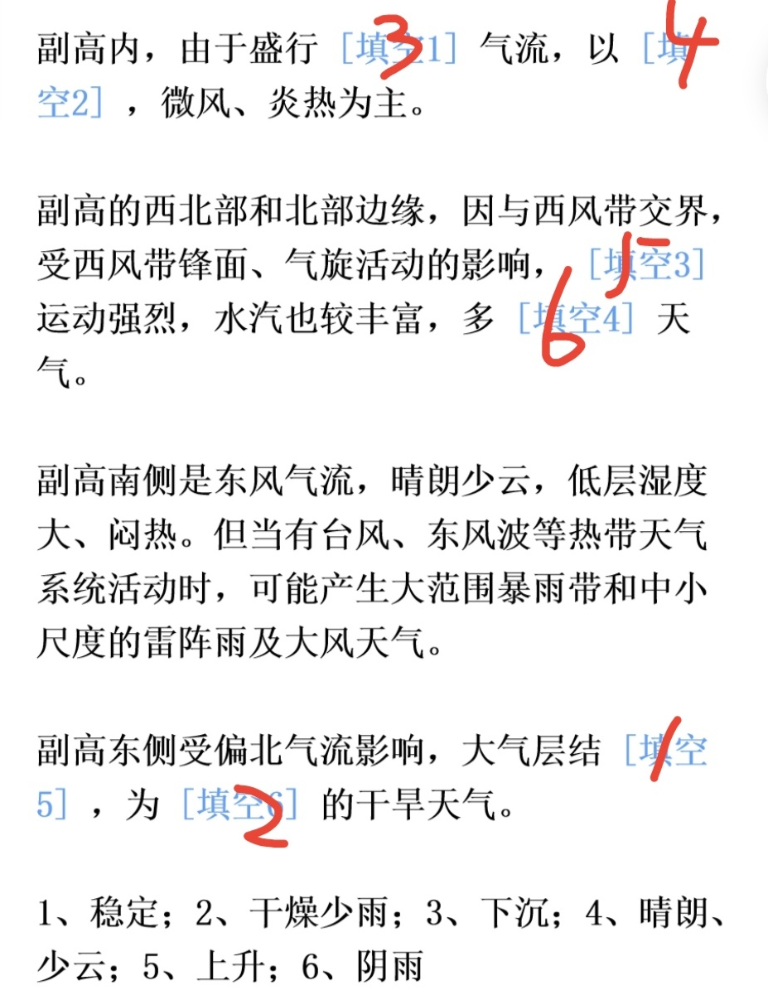 副高内，由于盛行 [填空1] 气流，以 [填
空2] ，微风、炎热为主。
副高的西北部和北部边缘，因与西风带交界，
受西风带锋面、气旋活动的影响， [填空3]
运动强烈，水汽也较丰富，多 [填空4] 天
气。
副高南侧是东风气流，晴朗少云，低层湿度
大、闷热。但当有台风、东风波等热带天气
系统活动时，可能产生大范围暴雨带和中小
尺度的雷阵雨及大风天气。
副高东侧受偏北气流影响，大气层结 [填空
5] ，为 [填空6] 的干旱天气。
1、稳定；2、干燥少雨；3、下沉；4、晴朗、
少云；5、上升；6、阴雨
3
4
5
6
1
2